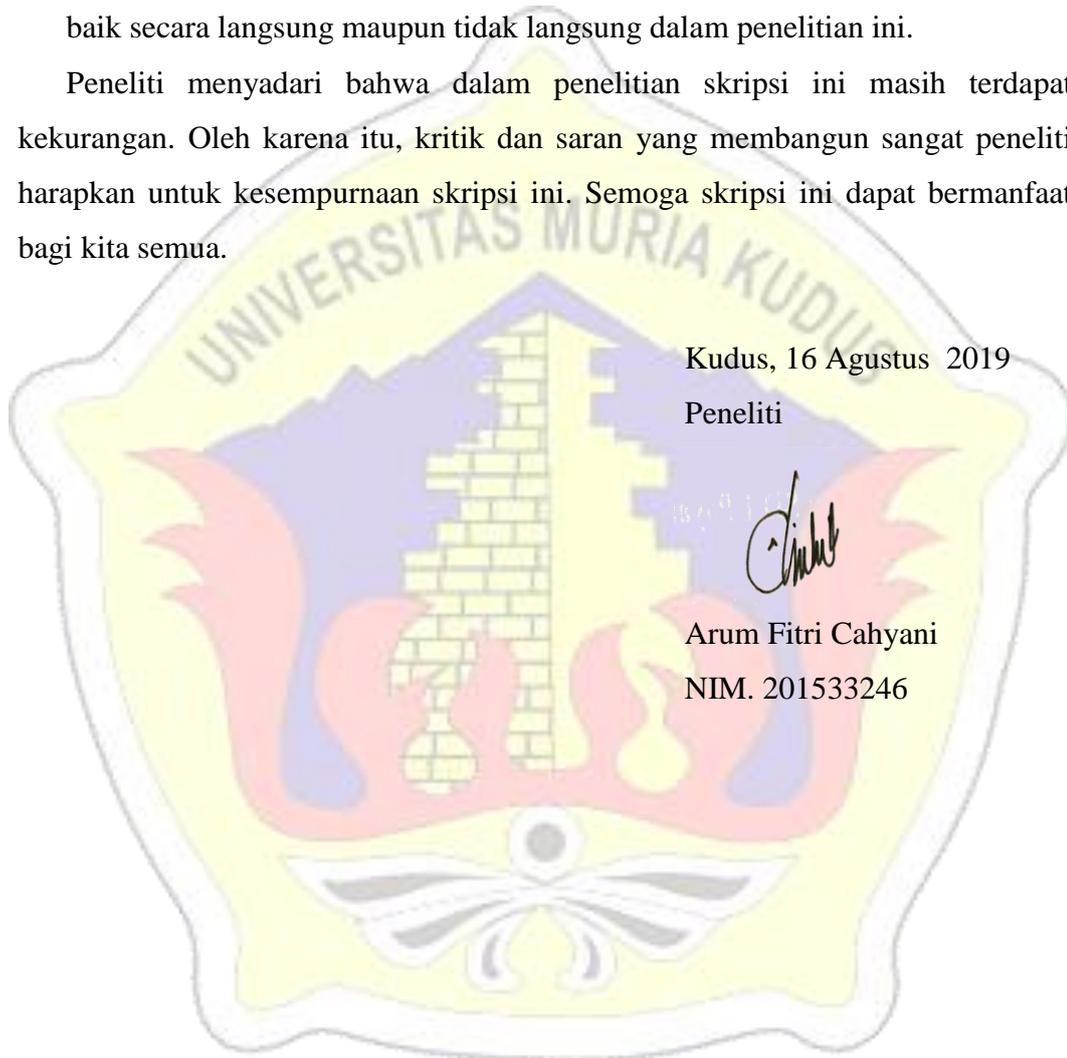 baik secara langsung maupun tidak langsung dalam penelitian ini.
Peneliti menyadari bahwa dalam penelitian skripsi ini masih terdapat
kekurangan. Oleh karena itu, kritik dan saran yang membangun sangat peneliti
harapkan untuk kesempurnaan skripsi ini. Semoga skripsi ini dapat bermanfaat
bagi kita semua.
UNIVERSITAS MURIA KUDUS
Kudus, 16 Agustus 2019
Peneliti
Arum Fitri Cahyani
NIM. 201533246